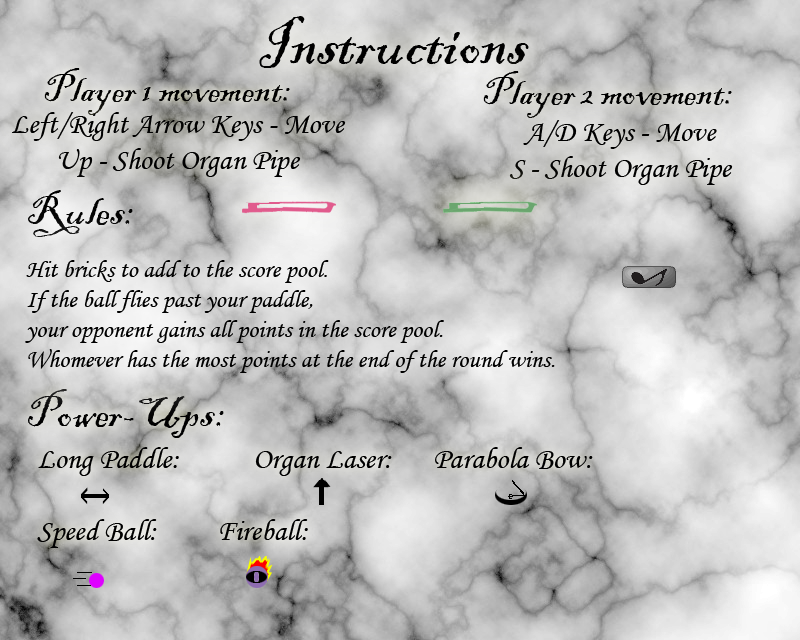 Instructions
Player 1 movement:
Left/Right Arrow Keys - Move
Up - Shoot Organ Pipe
Player 2 movement:
A/D Keys - Move
S - Shoot Organ Pipe
Rules:
Hit bricks to add to the score pool.
If the ball flies past your paddle,
your opponent gains all points in the score pool.
Whomever has the most points at the end of the round wins.
Power-Ups:
Long Paddle:
Organ Laser:
Parabola Bow:
Speed Ball:
Fireball: